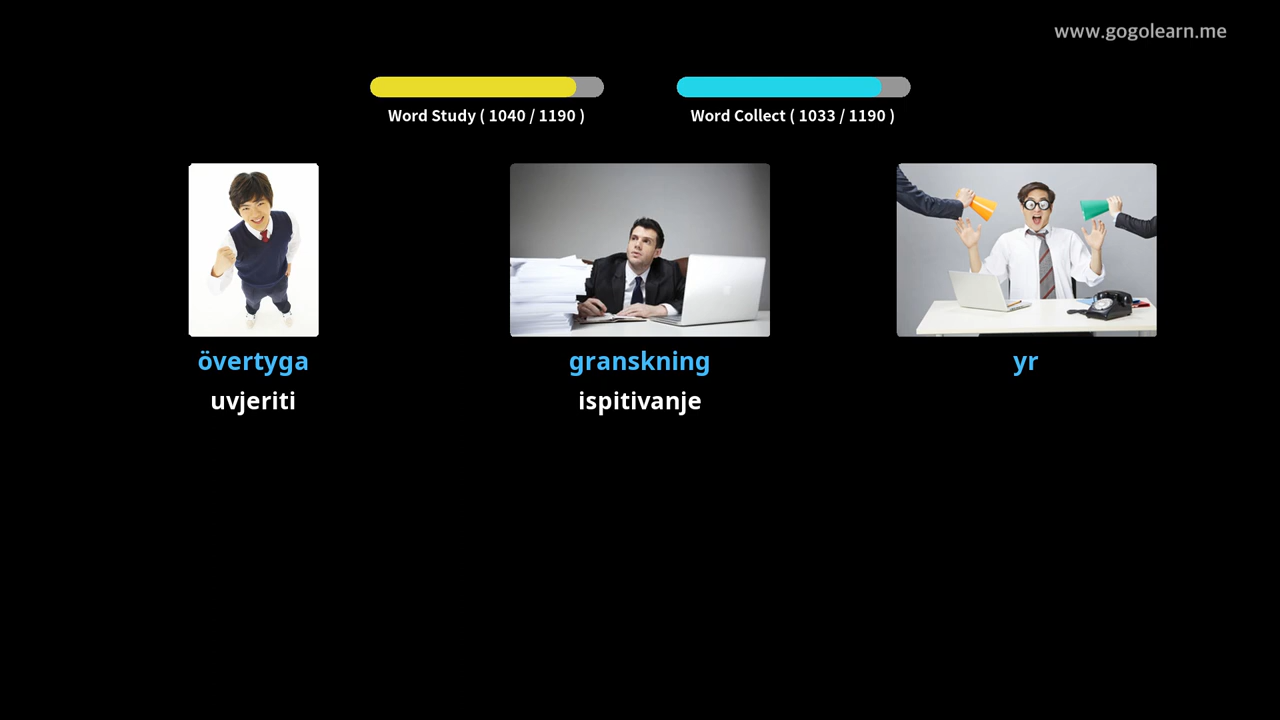 www.gogolearn.me
Word Study ( 1040 / 1190 )
Word Collect ( 1033 / 1190 )
övertyga
granskning
yr
uvjeriti
ispitivanje